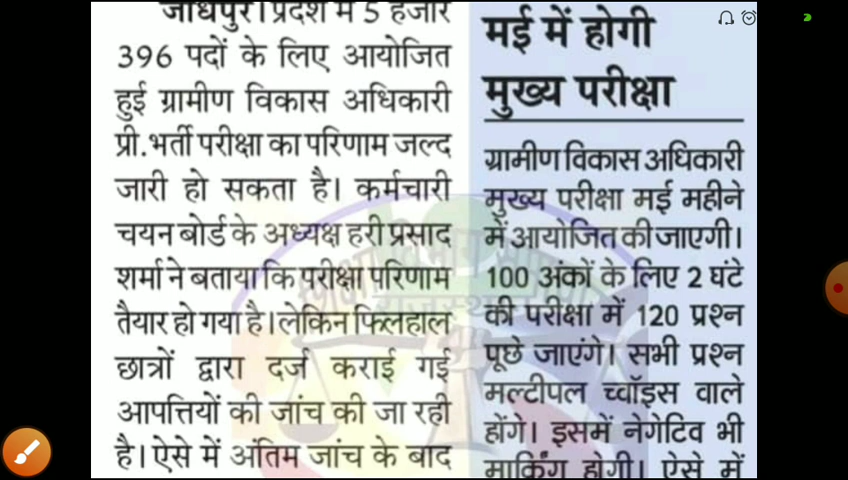 जोधपुर। प्रदेश में 5 हजार
396 पदों के लिए आयोजित
हुई ग्रामीण विकास अधिकारी
प्री.भर्ती परीक्षा का परिणाम जल्द
जारी हो सकता है। कर्मचारी
चयन बोर्ड के अध्यक्ष हरी प्रसाद
शर्मा ने बताया कि परीक्षा परिणाम
तैयार हो गया है। लेकिन फिलहाल
छात्रों द्वारा दर्ज कराई गई
आपत्तियों की जांच की जा रही
है। ऐसे में अंतिम जांच के बाद
मई में होगी
मुख्य परीक्षा
ग्रामीण विकास अधिकारी
मुख्य परीक्षा मई महीने
में आयोजित की जाएगी।
100 अंकों के लिए 2 घंटे
की परीक्षा में 120 प्रश्न
पूछे जाएंगे। सभी प्रश्न
मल्टीपल च्वॉइस वाले
होंगे। इसमें नेगेटिव भी
मार्किंग होगी। ऐसे में